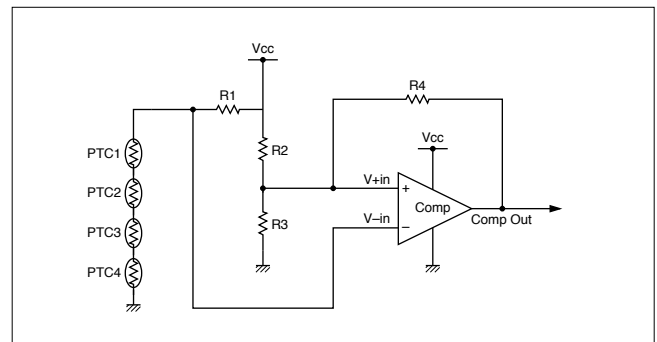 Vcc
R1
R4
PTC1
R2
Vcc
PTC2
V+in
+
Comp
Comp Out
PTC3
R3
V−in
−
PTC4